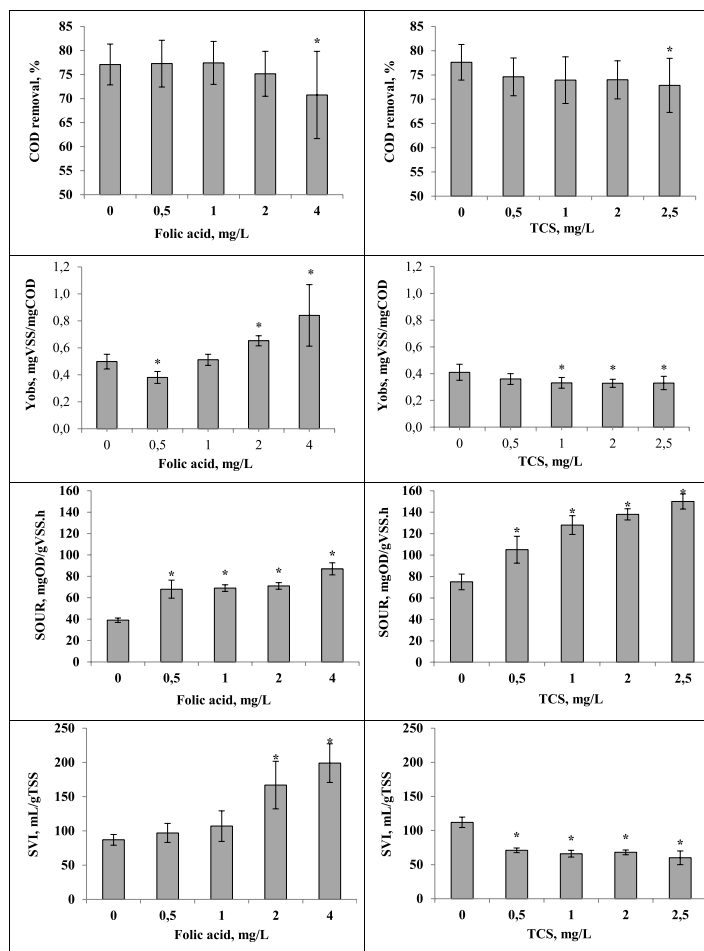 COD removal, %
85
80
75
70
65
60
55
50
*
0 0,5 1 2 4
Folic acid, mg/L
COD removal, %
85
80
75
70
65
60
55
50
*
0 0,5 1 2 2,5
TCS, mg/L
Yobs, mgVSS/mgCOD
1,2
1,0
0,8
0,6
0,4
0,2
0,0
* * *
0 0,5 1 2 4
Folic acid, mg/L
Yobs, mgVSS/mgCOD
1,2
1,0
0,8
0,6
0,4
0,2
0,0
* * *
0 0,5 1 2 2,5
TCS, mg/L
SOUR, mgOD/gVSS.h
160
140
120
100
80
60
40
20
0
* * * *
0 0,5 1 2 4
Folic acid, mg/L
SOUR, mgOD/gVSS.h
160
140
120
100
80
60
40
20
0
* * * *
0 0,5 1 2 2,5
TCS, mg/L
SVI, mL/gTSS
250
200
150
100
50
0
* *
0 0,5 1 2 4
Folic acid, mg/L
SVI, mL/gTSS
250
200
150
100
50
0
* * * *
0 0,5 1 2 2,5
TCS, mg/L